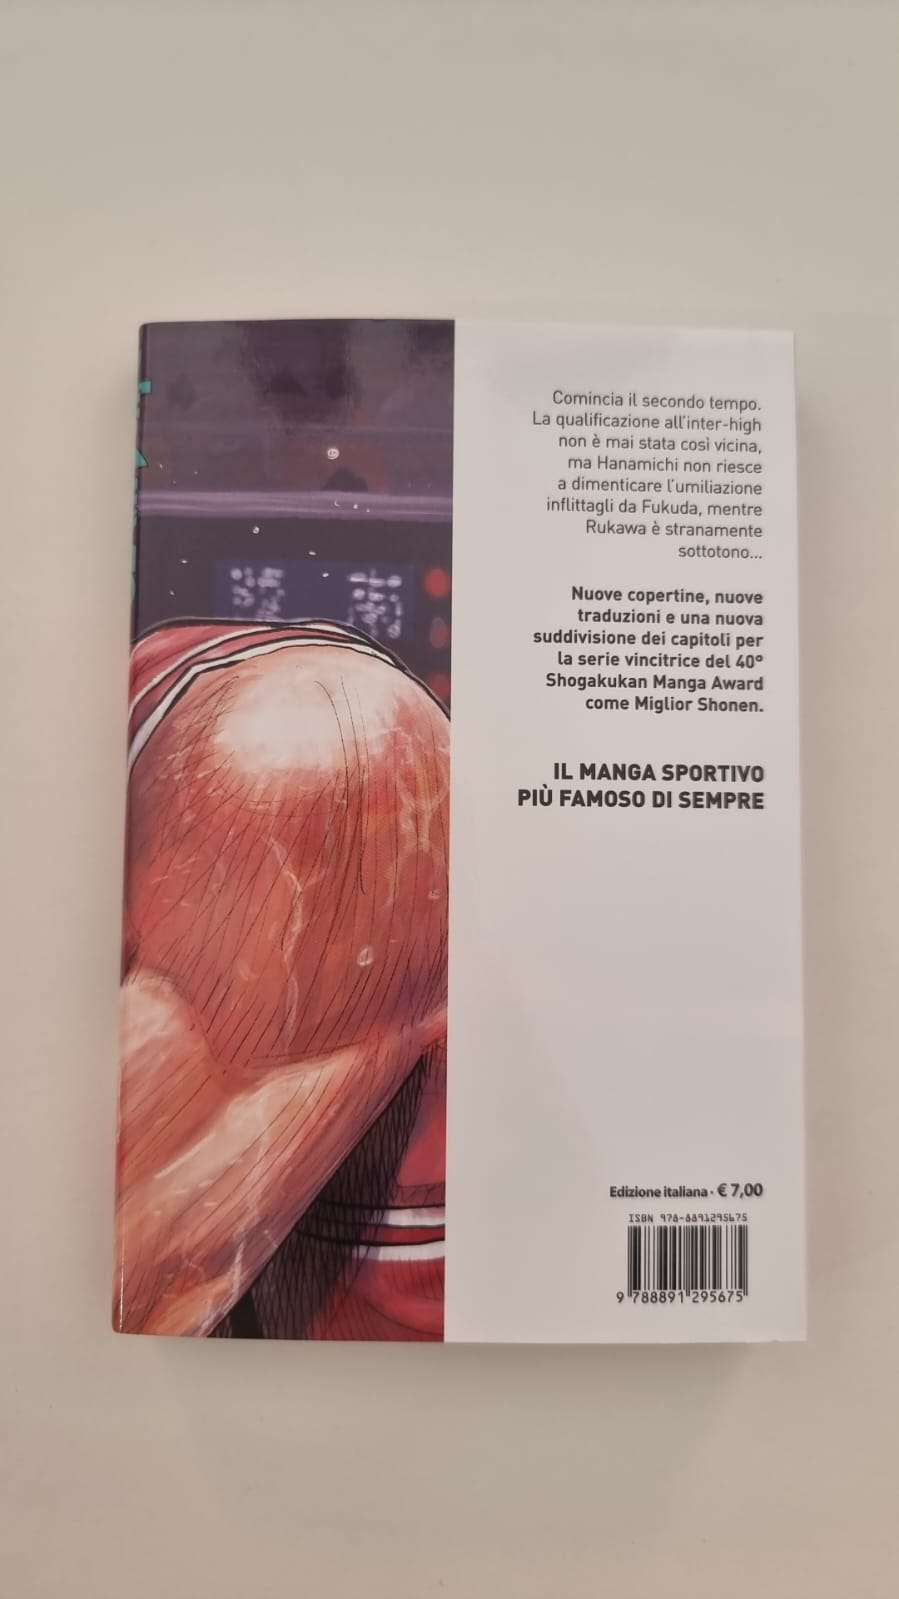 Comincia il secondo tempo.
La qualificazione all'inter-high
non è mai stata così vicina,
ma Hanamichi non riesce
a dimenticare l'umiliazione
inflittagli da Fukuda, mentre
Rukawa è stranamente
sottotono...
Nuove copertine, nuove
traduzioni e una nuova
suddivisione dei capitoli per
la serie vincitrice del 40°
Shogakukan Manga Award
come Miglior Shonen.
IL MANGA SPORTIVO
PIÙ FAMOSO DI SEMPRE
Edizione italiana · € 7,00
ISBN 978-8891295675
9 788891 295675